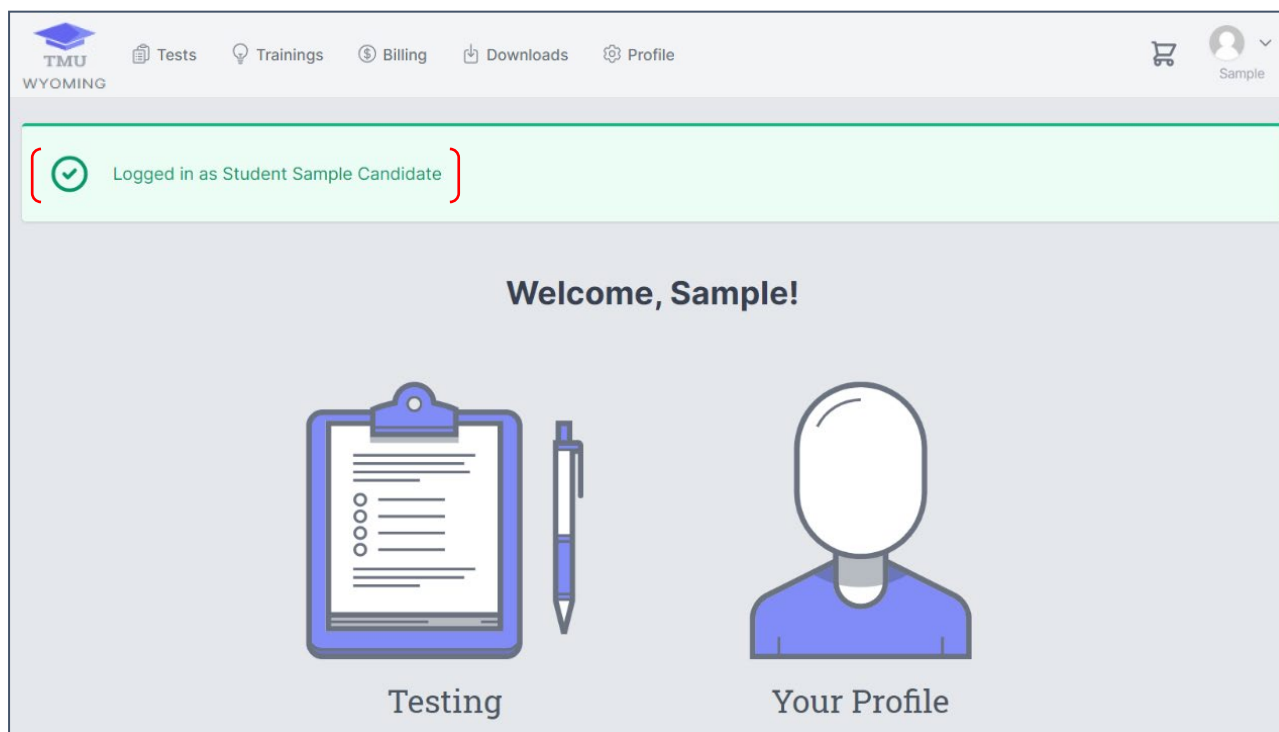 TMU
WYOMING
Tests
Trainings
Billing
Downloads
Profile
Sample
Logged in as Student Sample Candidate
Welcome, Sample!
Testing
Your Profile